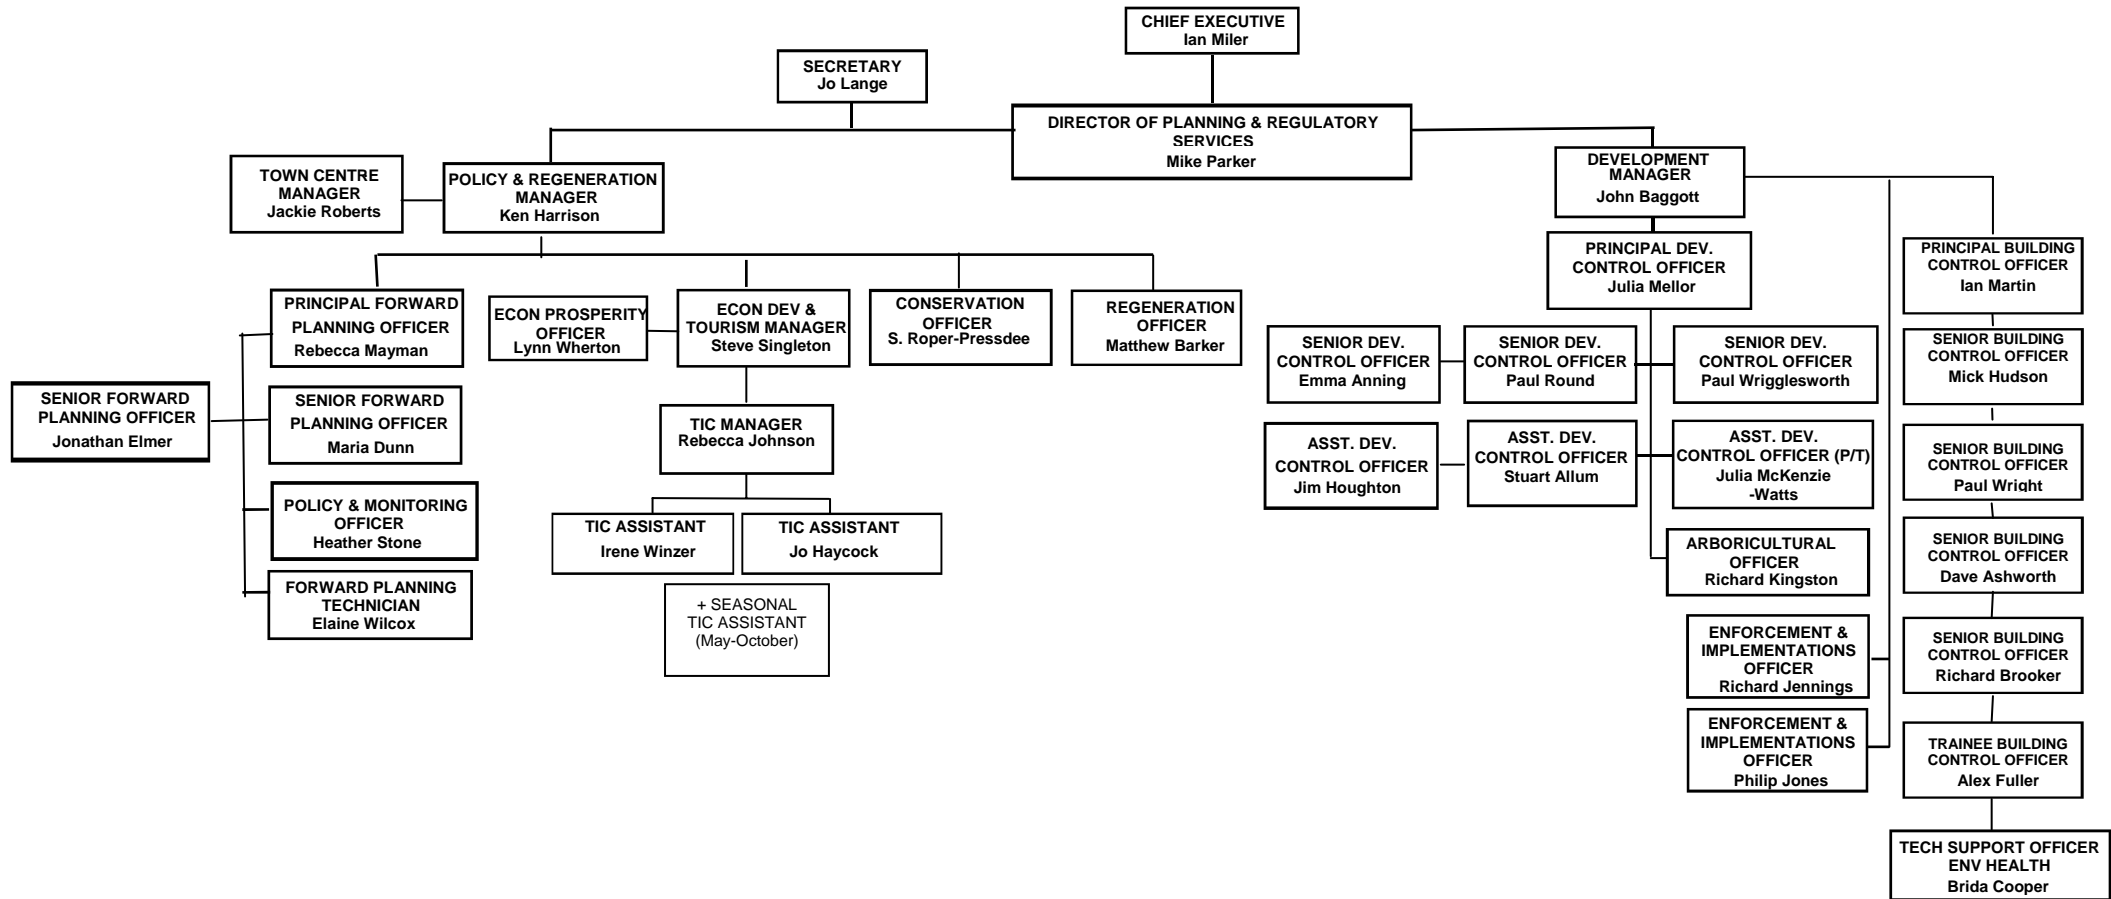 CHIEF EXECUTIVE
Ian Miler
SECRETARY
Jo Lange
DIRECTOR OF PLANNING & REGULATORY
SERVICES
Mike Parker
TOWN CENTRE
MANAGER
Jackie Roberts
POLICY & REGENERATION
MANAGER
Ken Harrison
DEVELOPMENT
MANAGER
John Baggott
PRINCIPAL FORWARD
PLANNING OFFICER
Rebecca Mayman
ECON PROSPERITY
OFFICER
Lynn Wherton
ECON DEV &
TOURISM MANAGER
Steve Singleton
CONSERVATION
OFFICER
S. Roper-Pressdee
REGENERATION
OFFICER
Matthew Barker
PRINCIPAL DEV.
CONTROL OFFICER
Julia Mellor
PRINCIPAL BUILDING
CONTROL OFFICER
Ian Martin
SENIOR FORWARD
PLANNING OFFICER
Jonathan Elmer
SENIOR FORWARD
PLANNING OFFICER
Maria Dunn
TIC MANAGER
Rebecca Johnson
SENIOR DEV.
CONTROL OFFICER
Emma Anning
SENIOR DEV.
CONTROL OFFICER
Paul Round
SENIOR DEV.
CONTROL OFFICER
Paul Wrigglesworth
SENIOR BUILDING
CONTROL OFFICER
Mick Hudson
ASST. DEV.
CONTROL OFFICER
Jim Houghton
ASST. DEV.
CONTROL OFFICER
Stuart Allum
ASST. DEV.
CONTROL OFFICER (P/T)
Julia McKenzie
-Watts
SENIOR BUILDING
CONTROL OFFICER
Paul Wright
POLICY & MONITORING
OFFICER
Heather Stone
TIC ASSISTANT
Irene Winzer
TIC ASSISTANT
Jo Haycock
ARBORICULTURAL
OFFICER
Richard Kingston
SENIOR BUILDING
CONTROL OFFICER
Dave Ashworth
FORWARD PLANNING
TECHNICIAN
Elaine Wilcox
+ SEASONAL
TIC ASSISTANT
(May-October)
ENFORCEMENT &
IMPLEMENTATIONS
OFFICER
Richard Jennings
SENIOR BUILDING
CONTROL OFFICER
Richard Brooker
ENFORCEMENT &
IMPLEMENTATIONS
OFFICER
Philip Jones
TRAINEE BUILDING
CONTROL OFFICER
Alex Fuller
TECH SUPPORT OFFICER
ENV HEALTH
Brida Cooper